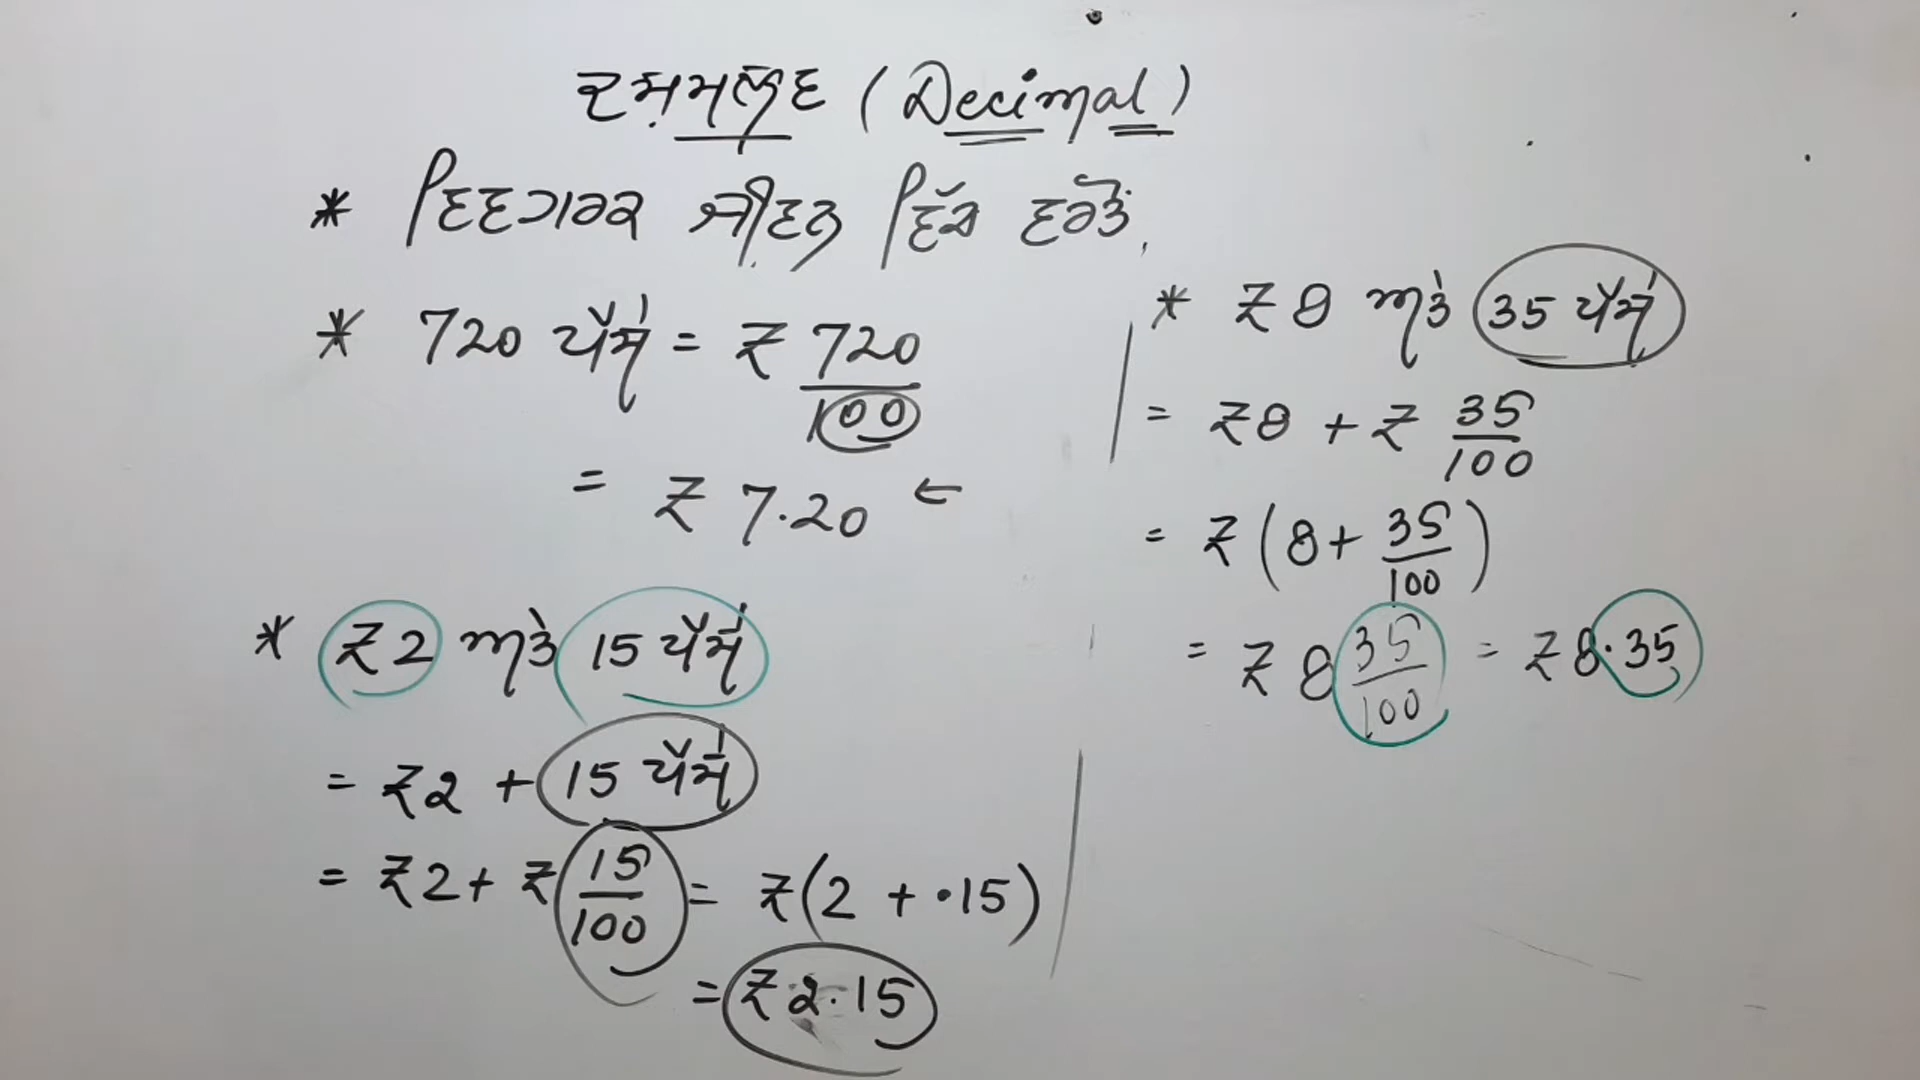 ਦਸ਼ਮਲਵ (Decimal)
* ਵਿਵਹਾਰਕ ਜੀਵਨ ਵਿੱਚ ਵਰਤੋਂ
* 720 ਪੈਸੇ = ₹ 720/100
= ₹ 7.20 ←
* ₹2 ਅਤੇ 15 ਪੈਸੇ
= ₹2 + 15 ਪੈਸੇ
= ₹2 + ₹ 15/100 = ₹(2 + .15)
= ₹2.15
* ₹8 ਅਤੇ 35 ਪੈਸੇ
= ₹8 + ₹ 35/100
= ₹(8 + 35/100)
= ₹ 8 35/100 = ₹8.35